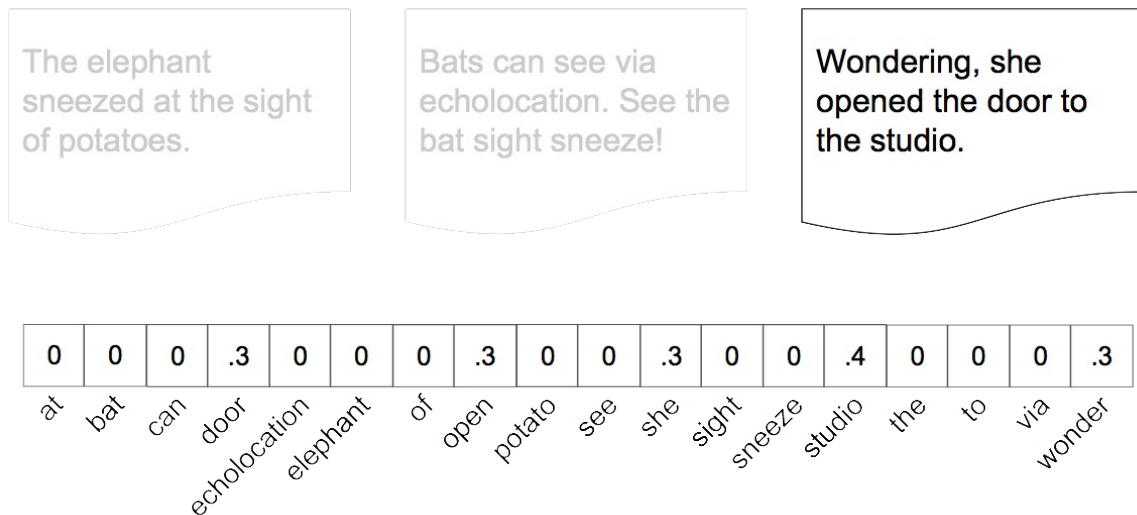 The elephant
sneezed at the sight
of potatoes.
Bats can see via
echolocation. See the
bat sight sneeze!
Wondering, she
opened the door to
the studio.
0 0 0 .3 0 0 0 .3 0 0 .3 0 0 .4 0 0 0 .3
at bat can door echolocation elephant of open potato see she sight sneeze studio the to via wonder